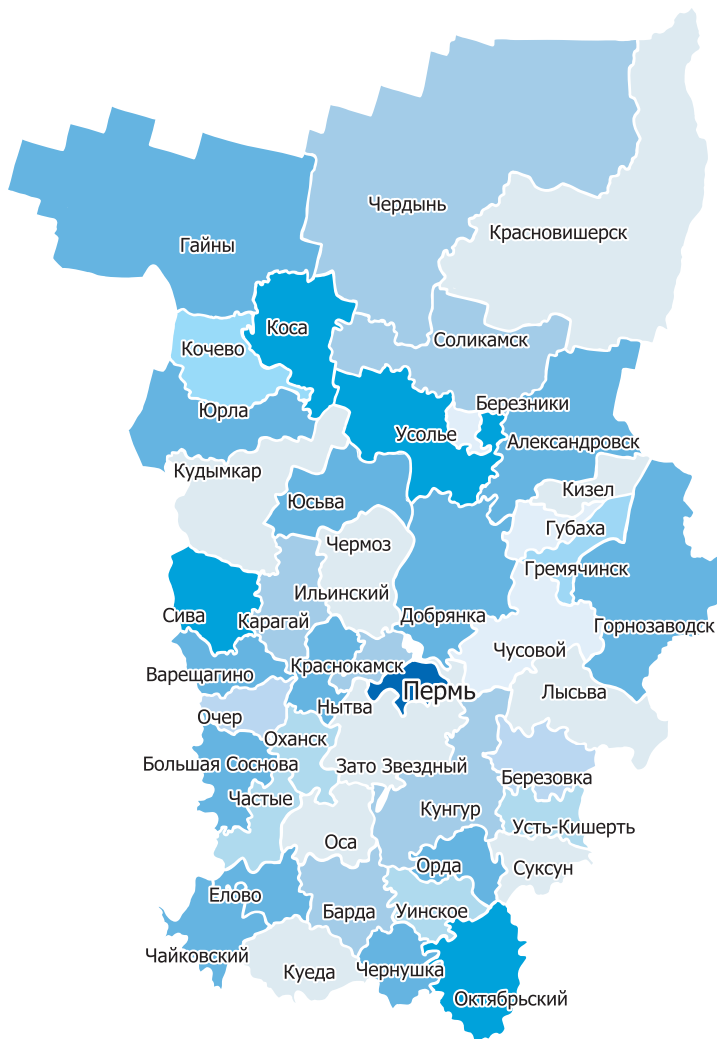 Чердынь
Красновишерск
Гайны
Коса
Соликамск
Кочево
Березники
Юрла
Усолье
Александровск
Кудымкар
Кизел
Юсьва
Губаха
Чермоз
Гремячинск
Ильинский
Сива
Добрянка
Карагай
Горнозаводск
Чусовой
Краснокамск
Варещагино
Пермь
Лысьва
Нытва
Очер
Оханск
Большая Соснова
Зато Звездный
Березовка
Частые
Кунгур
Усть-Кишерть
Оса
Орда
Суксун
Елово
Барда
Уинское
Чайковский
Куеда
Чернушка
Октябрьский